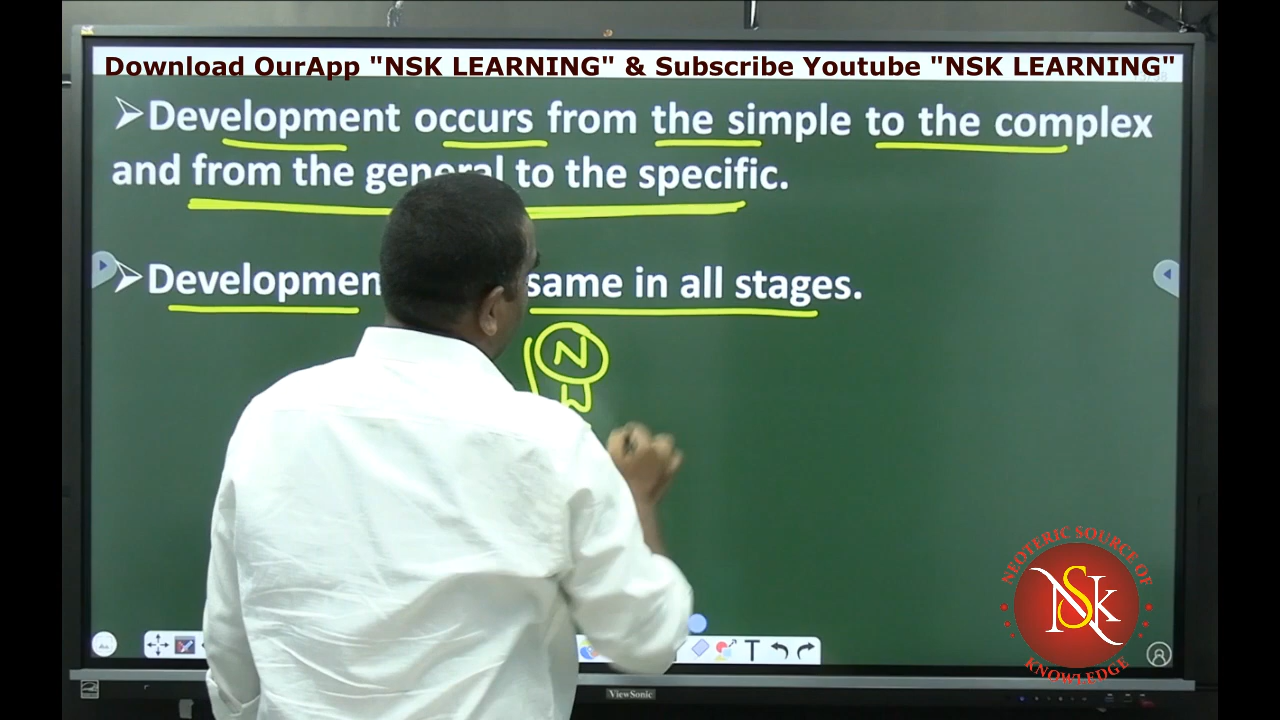 Download OurApp "NSK LEARNING" & Subscribe Youtube "NSK LEARNING"
➢Development occurs from the simple to the complex
and from the general to the specific.
➢Developmen same in all stages.
N
NEOTERIC SOURCE OF
NSK
KNOWLEDGE
T
ViewSonic